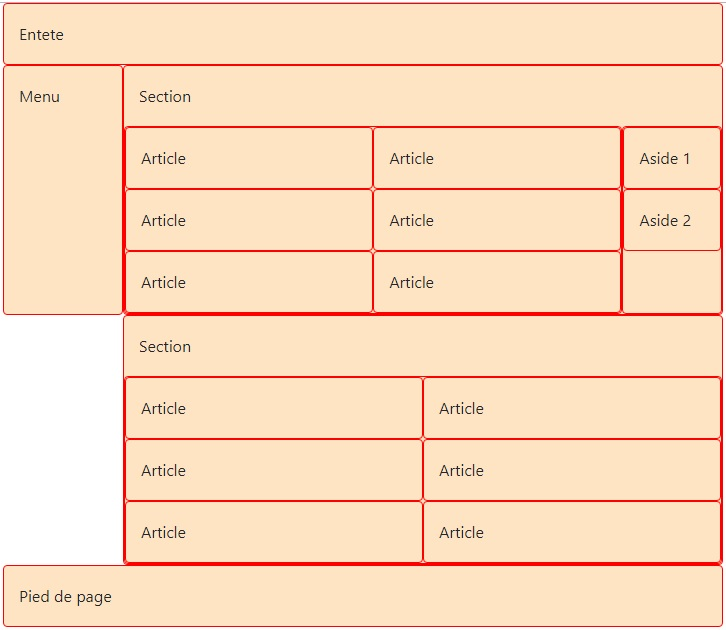 Entete
Menu
Section
Article Article Aside 1
Article Article Aside 2
Article Article
Section
Article Article
Article Article
Article Article
Pied de page